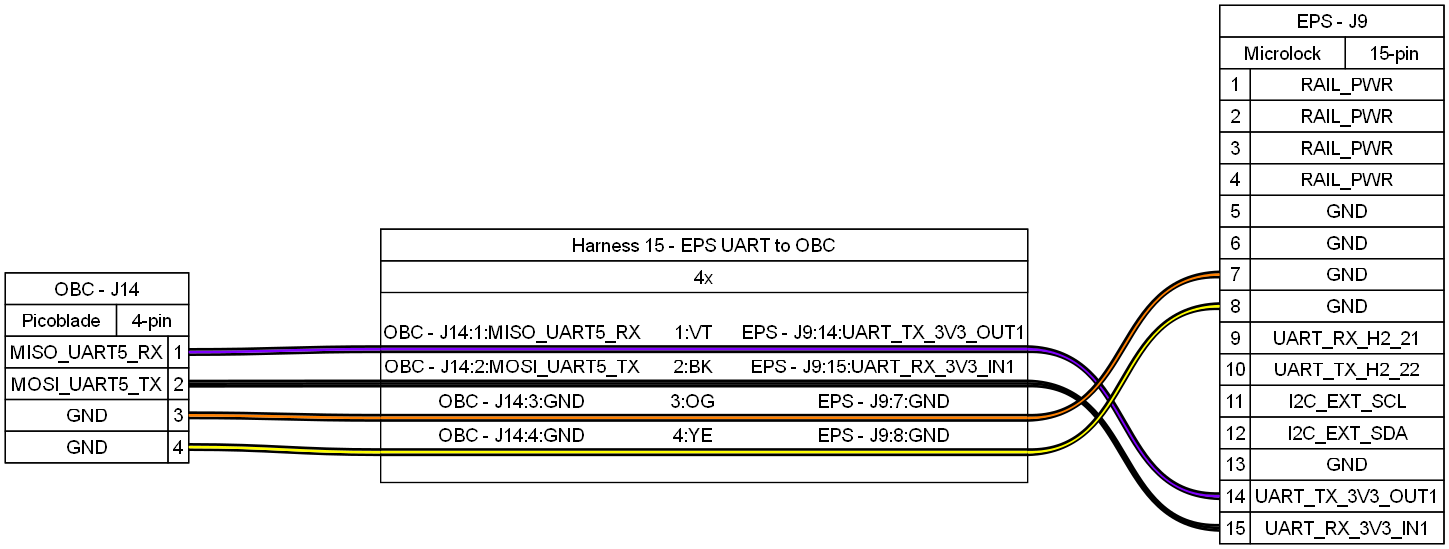 OBC - J14
Picoblade 4-pin
MISO_UART5_RX 1
MOSI_UART5_TX 2
GND 3
GND 4
Harness 15 - EPS UART to OBC
4x
OBC - J14:1:MISO_UART5_RX 1:VT EPS - J9:14:UART_TX_3V3_OUT1
OBC - J14:2:MOSI_UART5_TX 2:BK EPS - J9:15:UART_RX_3V3_IN1
OBC - J14:3:GND 3:OG EPS - J9:7:GND
OBC - J14:4:GND 4:YE EPS - J9:8:GND
EPS - J9
Microlock 15-pin
1 RAIL_PWR
2 RAIL_PWR
3 RAIL_PWR
4 RAIL_PWR
5 GND
6 GND
7 GND
8 GND
9 UART_RX_H2_21
10 UART_TX_H2_22
11 I2C_EXT_SCL
12 I2C_EXT_SDA
13 GND
14 UART_TX_3V3_OUT1
15 UART_RX_3V3_IN1